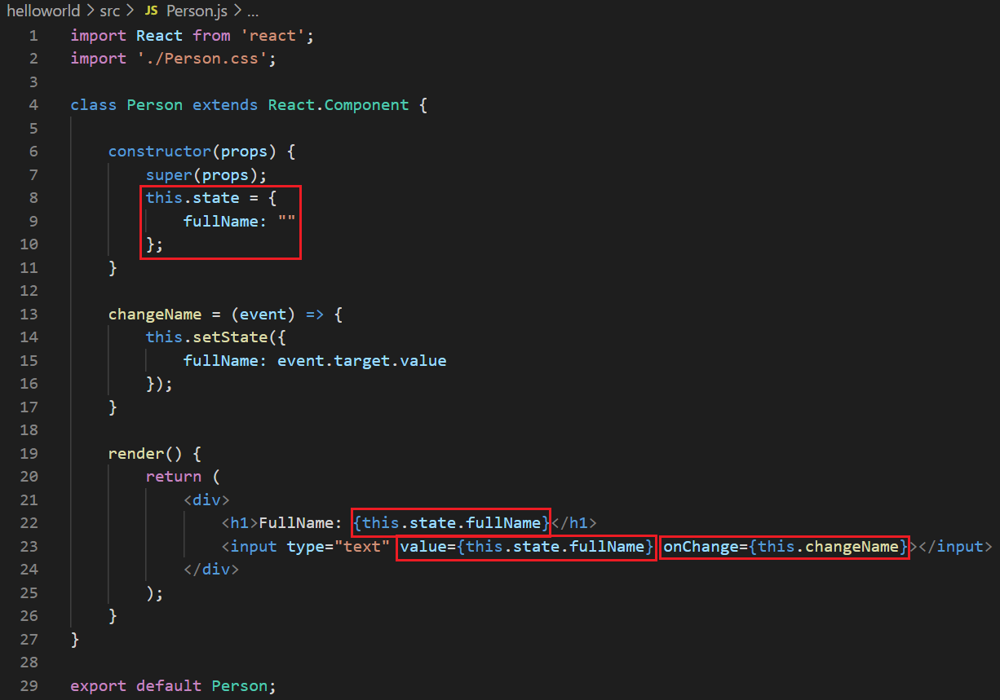 helloworld > src > JS Person.js > ...
1 import React from 'react';
2 import './Person.css';
3
4 class Person extends React.Component {
5
6     constructor(props) {
7         super(props);
8         this.state = {
9             fullName: ""
10         };
11     }
12
13     changeName = (event) => {
14         this.setState({
15             fullName: event.target.value
16         });
17     }
18
19     render() {
20         return (
21             <div>
22                 <h1>FullName: {this.state.fullName}</h1>
23                 <input type="text" value={this.state.fullName} onChange={this.changeName}></input>
24             </div>
25         );
26     }
27 }
28
29 export default Person;